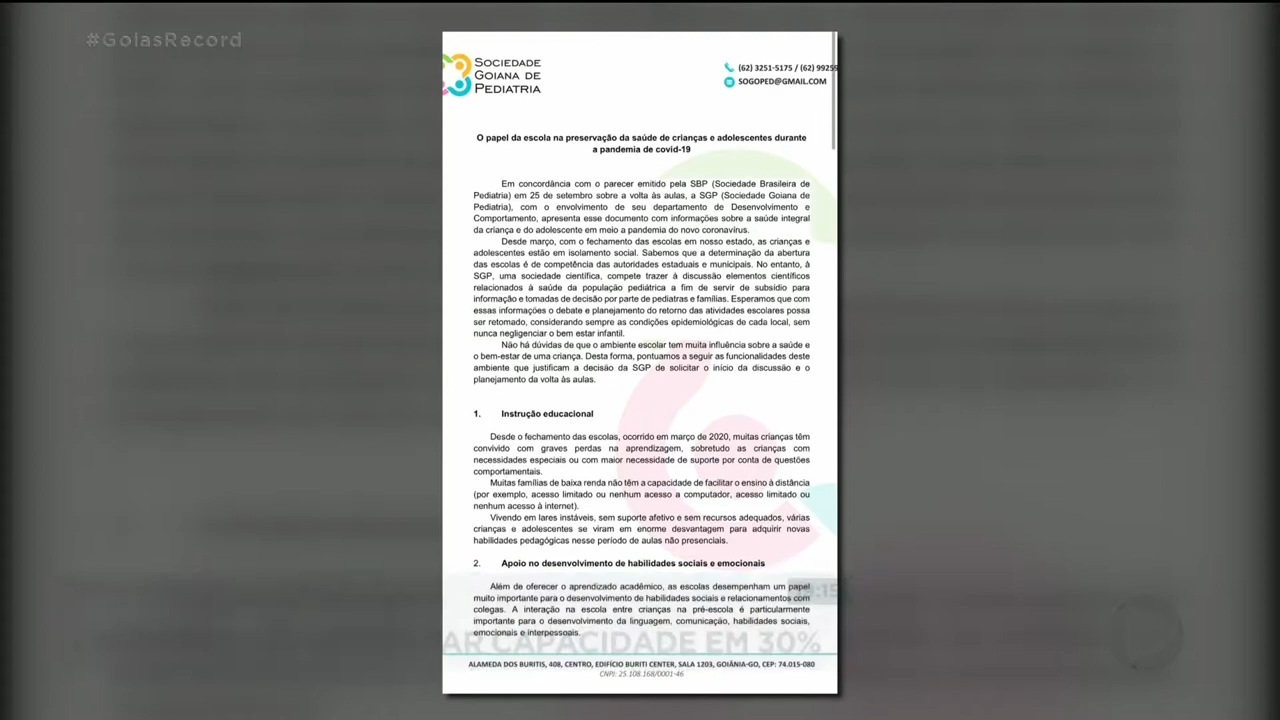 #GoiasRecord
SOCIEDADE
GOIANA DE
PEDIATRIA
(62) 3251-5175 / (62) 99255
SOGOPED@GMAIL.COM
O papel da escola na preservação da saúde de crianças e adolescentes durante
a pandemia de covid-19
Em concordância com o parecer emitido pela SBP (Sociedade Brasileira de
Pediatria) em 25 de setembro sobre a volta às aulas, a SGP (Sociedade Goiana de
Pediatria), com o envolvimento de seu departamento de Desenvolvimento e
Comportamento, apresenta esse documento com informações sobre a saúde integral
da criança e do adolescente em meio a pandemia do novo coronavírus.
Desde março, com o fechamento das escolas em nosso estado, as crianças e
adolescentes estão em isolamento social. Sabemos que a determinação da abertura
das escolas é de competência das autoridades estaduais e municipais. No entanto, à
SGP, uma sociedade científica, compete trazer à discussão elementos científicos
relacionados à saúde da população pediátrica a fim de servir de subsídio para
informação e tomadas de decisão por parte de pediatras e famílias. Esperamos que com
essas informações o debate e planejamento do retorno das atividades escolares possa
ser retomado, considerando sempre as condições epidemiológicas de cada local, sem
nunca negligenciar o bem estar infantil.
Não há dúvidas de que o ambiente escolar tem muita influência sobre a saúde e
o bem-estar de uma criança. Desta forma, pontuamos a seguir as funcionalidades deste
ambiente que justificam a decisão da SGP de solicitar o início da discussão e o
planejamento da volta às aulas.
1. Instrução educacional
Desde o fechamento das escolas, ocorrido em março de 2020, muitas crianças têm
convivido com graves perdas na aprendizagem, sobretudo as crianças com
necessidades especiais ou com maior necessidade de suporte por conta de questões
comportamentais.
Muitas famílias de baixa renda não têm a capacidade de facilitar o ensino à distância
(por exemplo, acesso limitado ou nenhum acesso a computador, acesso limitado ou
nenhum acesso à internet).
Vivendo em lares instáveis, sem suporte afetivo e sem recursos adequados, várias
crianças e adolescentes se viram em enorme desvantagem para adquirir novas
habilidades pedagógicas nesse período de aulas não presenciais.
2. Apoio no desenvolvimento de habilidades sociais e emocionais
Além de oferecer o aprendizado acadêmico, as escolas desempenham um papel
muito importante para o desenvolvimento de habilidades sociais e relacionamentos com
colegas. A interação na escola entre crianças na pré-escola é particularmente
importante para o desenvolvimento da linguagem, comunicação, habilidades sociais,
emocionais e interpessoais.
AR CAPACIDADE EM 30%
ALAMEDA DOS BURITIS, 408, CENTRO, EDIFÍCIO BURITI CENTER, SALA 1203, GOIÂNIA-GO, CEP: 74.015-080
CNPJ: 25.108.168/0001-46